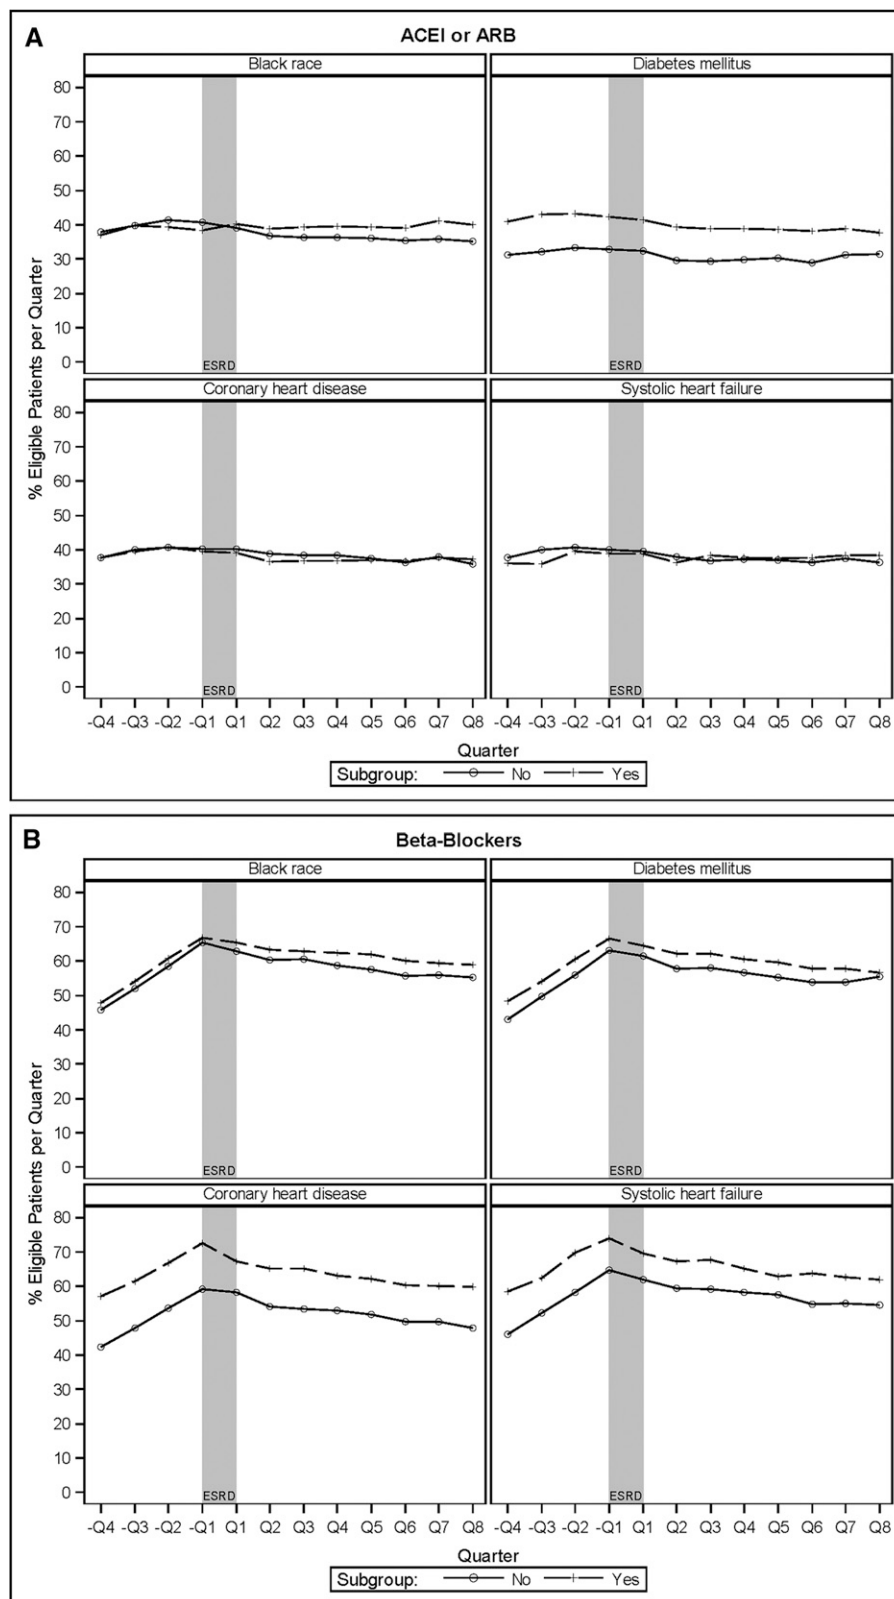 A
ACEI or ARB
Black race
Diabetes mellitus
80
70
60
50
40
30
20
10
0
% Eligible Patients per Quarter
ESRD
ESRD
Coronary heart disease
Systolic heart failure
80
70
60
50
40
30
20
10
0
ESRD
ESRD
-Q4 -Q3 -Q2 -Q1 Q1 Q2 Q3 Q4 Q5 Q6 Q7 Q8
-Q4 -Q3 -Q2 -Q1 Q1 Q2 Q3 Q4 Q5 Q6 Q7 Q8
Quarter
Subgroup: No Yes
B
Beta-Blockers
Black race
Diabetes mellitus
80
70
60
50
40
30
20
10
0
% Eligible Patients per Quarter
ESRD
ESRD
Coronary heart disease
Systolic heart failure
80
70
60
50
40
30
20
10
0
ESRD
ESRD
-Q4 -Q3 -Q2 -Q1 Q1 Q2 Q3 Q4 Q5 Q6 Q7 Q8
-Q4 -Q3 -Q2 -Q1 Q1 Q2 Q3 Q4 Q5 Q6 Q7 Q8
Quarter
Subgroup: No Yes